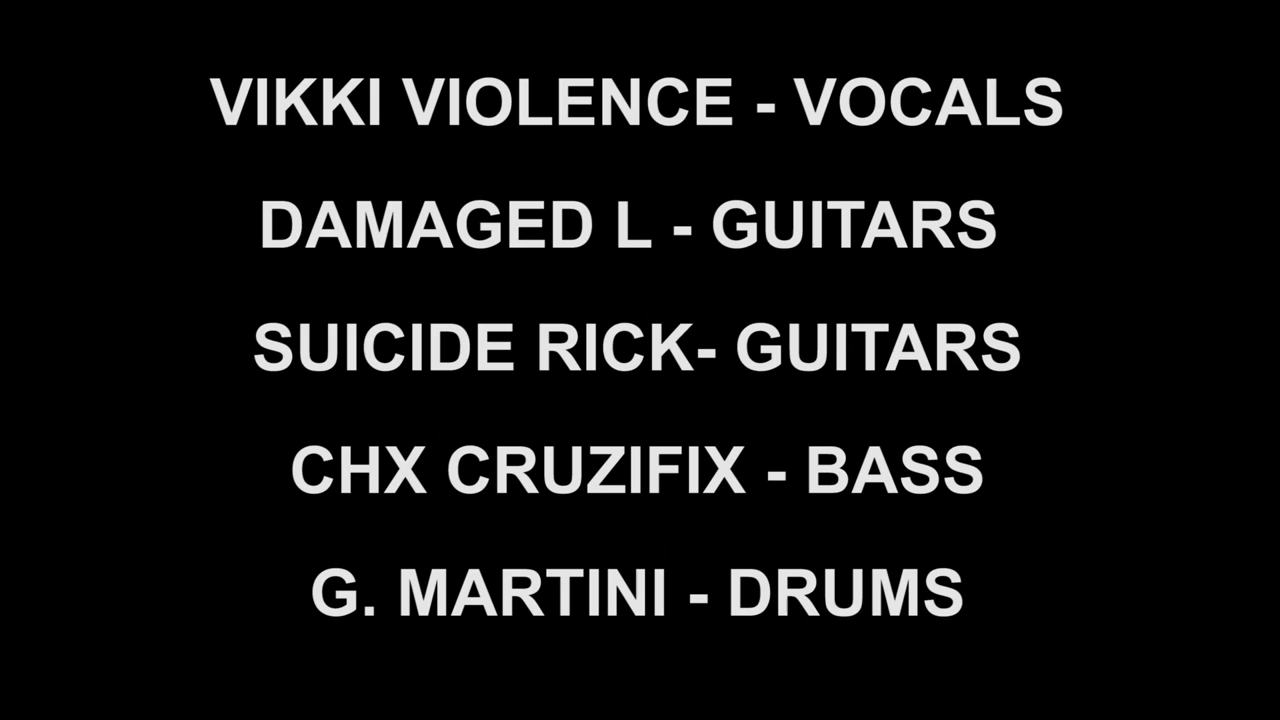 VIKKI VIOLENCE - VOCALS
DAMAGED L - GUITARS
SUICIDE RICK- GUITARS
CHX CRUZIFIX - BASS
G. MARTINI - DRUMS